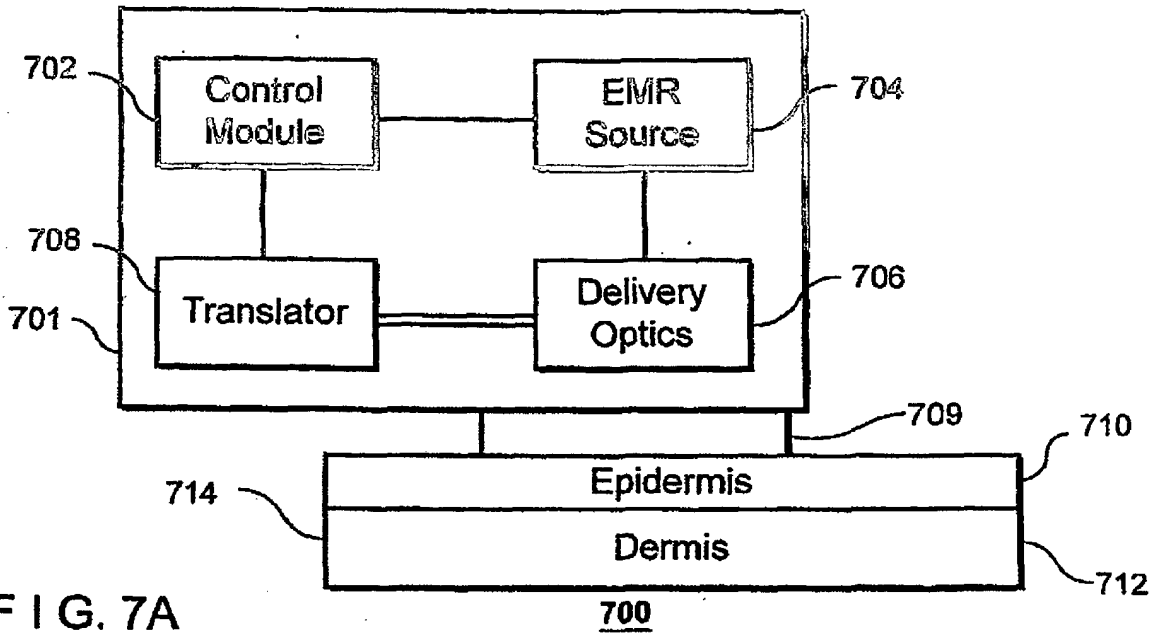 702
Control
Module
EMR
Source
704
708
Translator
Delivery
Optics
706
701
709
710
Epidermis
714
Dermis
712
F I G. 7A
700